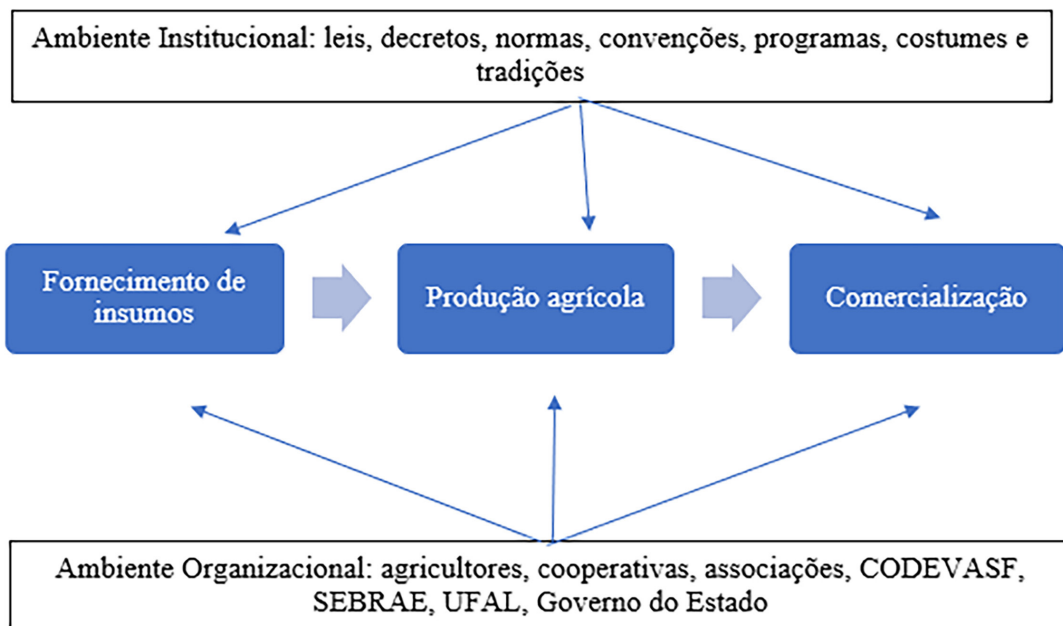 Ambiente Institucional: leis, decretos, normas, convenções, programas, costumes e
tradições
Fornecimento de
insumos
Produção agrícola
Comercialização
Ambiente Organizacional: agricultores, cooperativas, associações, CODEVASF,
SEBRAE, UFAL, Governo do Estado